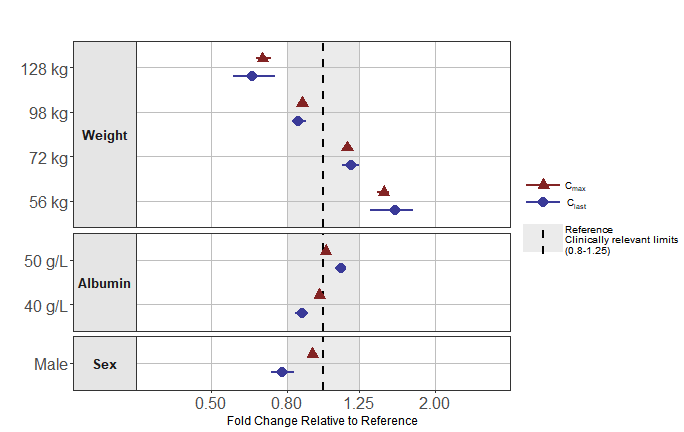 128 kg
98 kg
72 kg
56 kg
Weight
50 g/L
40 g/L
Albumin
Male
Sex
0.50 0.80 1.25 2.00
Fold Change Relative to Reference
Cmax
Clast
Reference
Clinically relevant limits
(0.8-1.25)